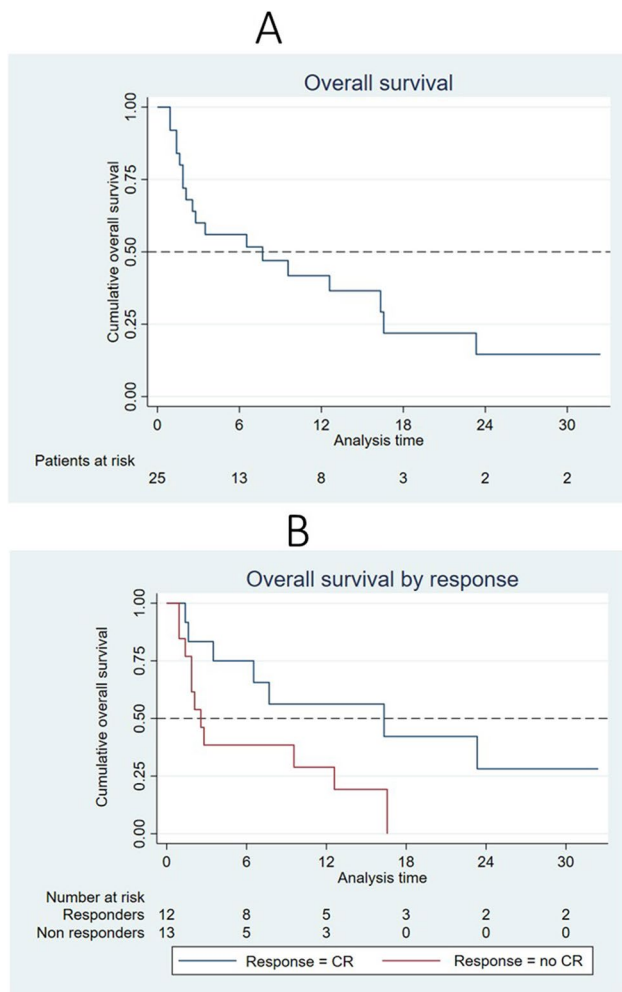 A
Overall survival
Cumulative overall survival
1.00
0.75
0.50
0.25
0.00
0 6 12 18 24 30
Analysis time
Patients at risk
25 13 8 3 2 2
B
Overall survival by response
Cumulative overall survival
1.00
0.75
0.50
0.25
0.00
0 6 12 18 24 30
Analysis time
Number at risk
Responders 12 8 5 3 2 2
Non responders 13 5 3 0 0 0
Response = CR Response = no CR